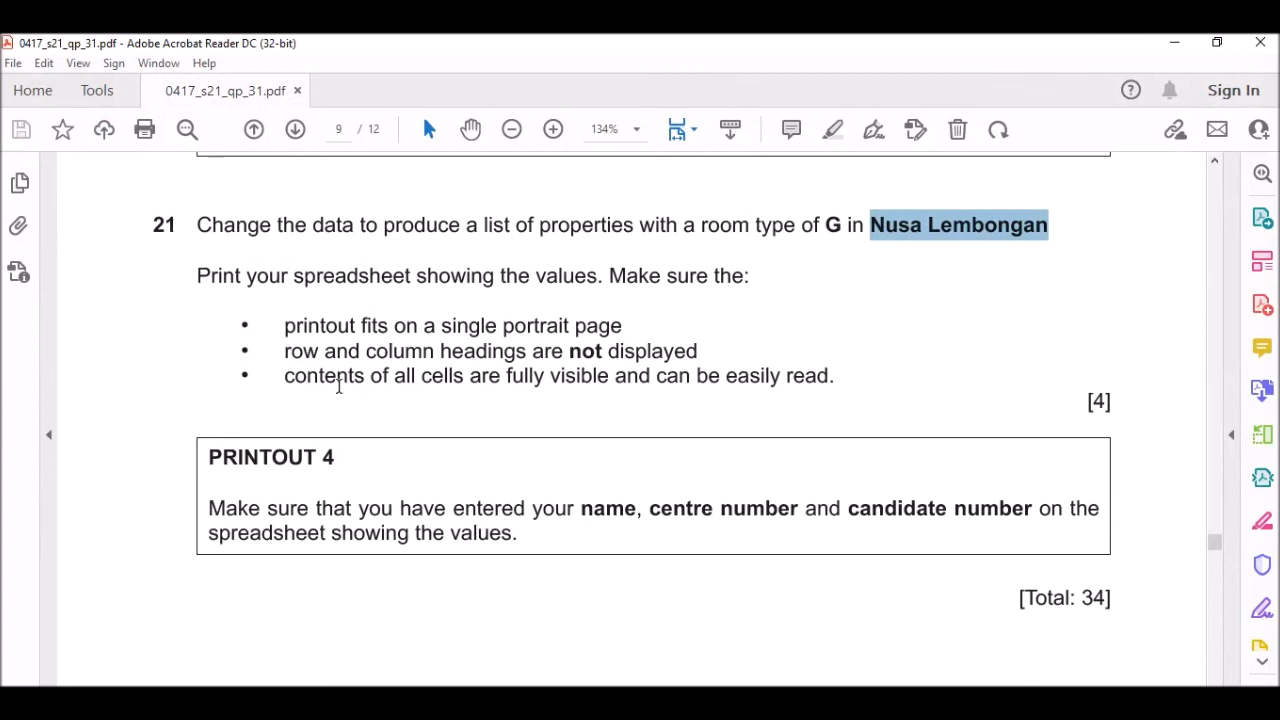 0417_s21_qp_31.pdf - Adobe Acrobat Reader DC (32-bit)
File Edit View Sign Window Help
Home Tools 0417_s21_qp_31.pdf × Sign In
9 / 12 134%
21 Change the data to produce a list of properties with a room type of G in Nusa Lembongan
Print your spreadsheet showing the values. Make sure the:
• printout fits on a single portrait page
• row and column headings are not displayed
• contents of all cells are fully visible and can be easily read.
[4]
PRINTOUT 4
Make sure that you have entered your name, centre number and candidate number on the
spreadsheet showing the values.
[Total: 34]